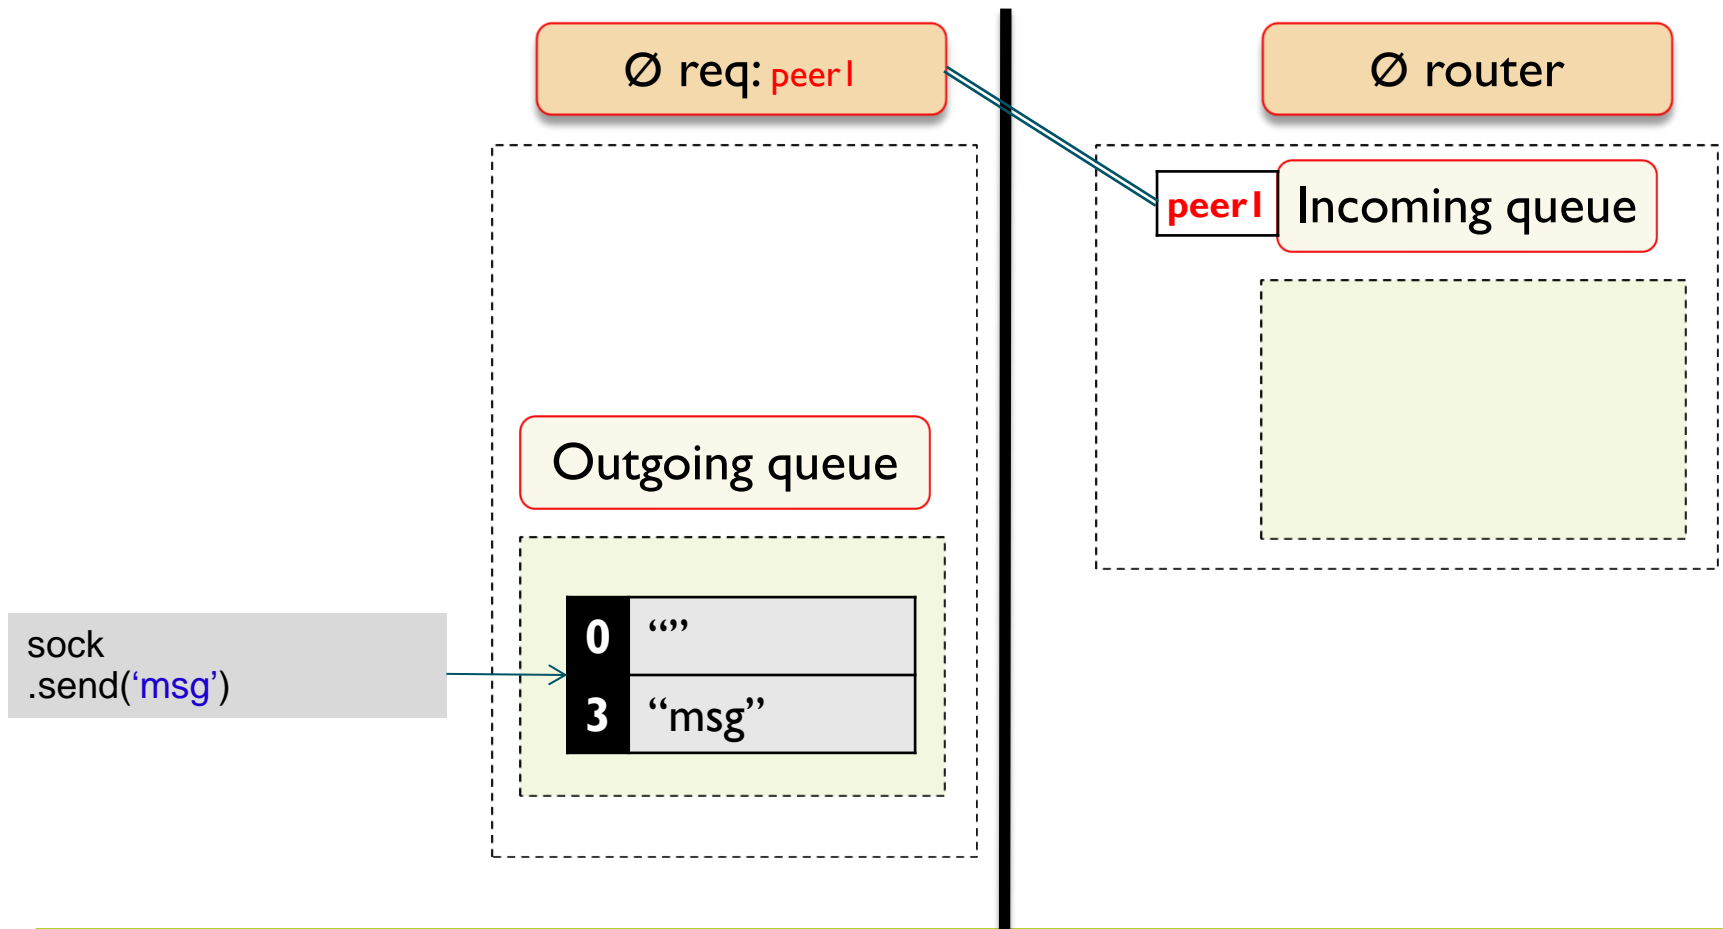 Ø req: peer1
Ø router
peer1
Incoming queue
Outgoing queue
0 “”
3 “msg”
sock
.send(‘msg’)